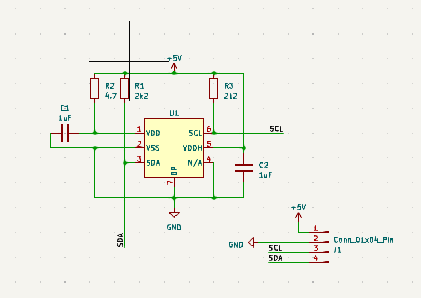 +5V
R2
4.7
R1
2k2
R3
2k2
C1
1uF
U1
1 VDD
2 VSS
3 SDA
SCL 6
VDDH 5
N/A 4
DP
7
SCL
C2
1uF
SDA
GND
+5V
GND
SCL
SDA
1
2
3
4
Conn_01x04_Pin
J1